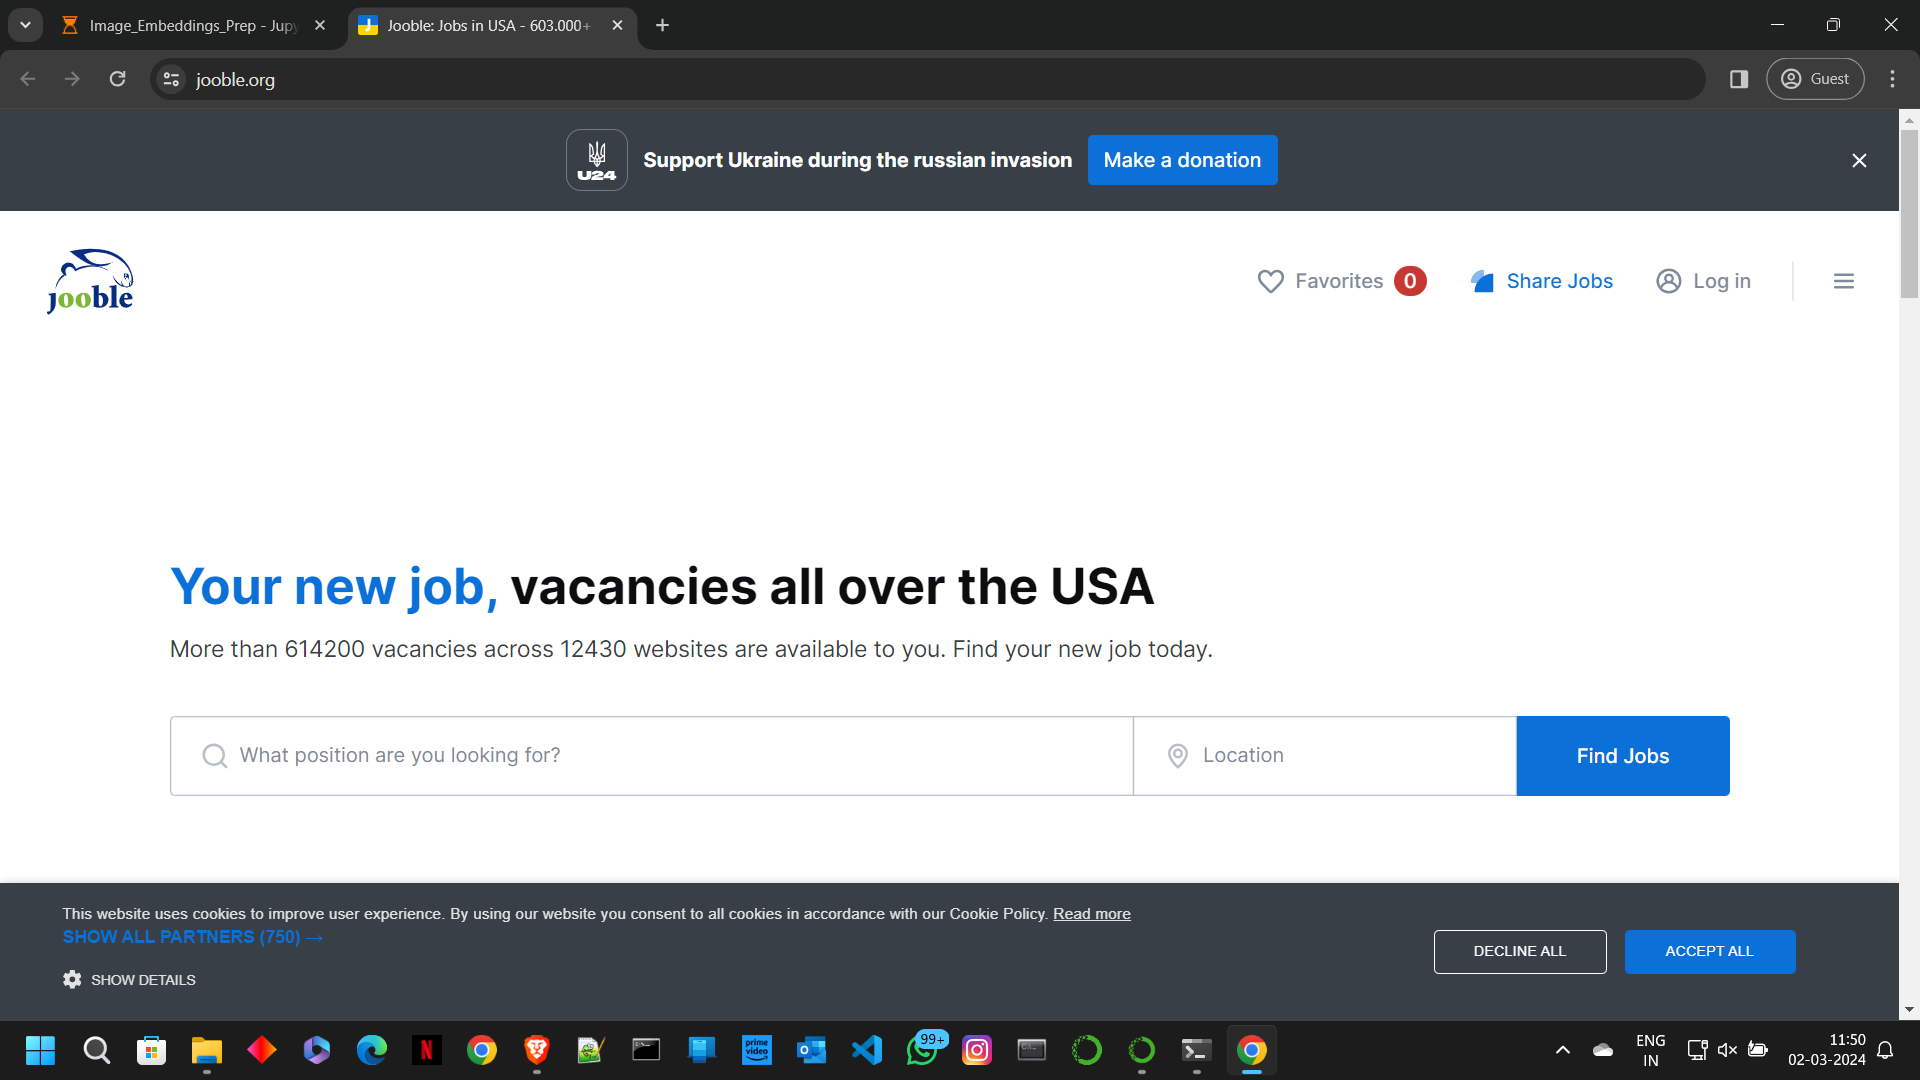 Image_Embeddings_Prep - Jupy
Jooble: Jobs in USA - 603.000+
jooble.org
Guest
U24
Support Ukraine during the russian invasion
Make a donation
jooble
Favorites 0
Share Jobs
Log in
Your new job, vacancies all over the USA
More than 614200 vacancies across 12430 websites are available to you. Find your new job today.
What position are you looking for?
Location
Find Jobs
This website uses cookies to improve user experience. By using our website you consent to all cookies in accordance with our Cookie Policy. Read more
SHOW ALL PARTNERS (750) →
SHOW DETAILS
DECLINE ALL
ACCEPT ALL
N
prime video
99+
ENG
IN
11:50
02-03-2024